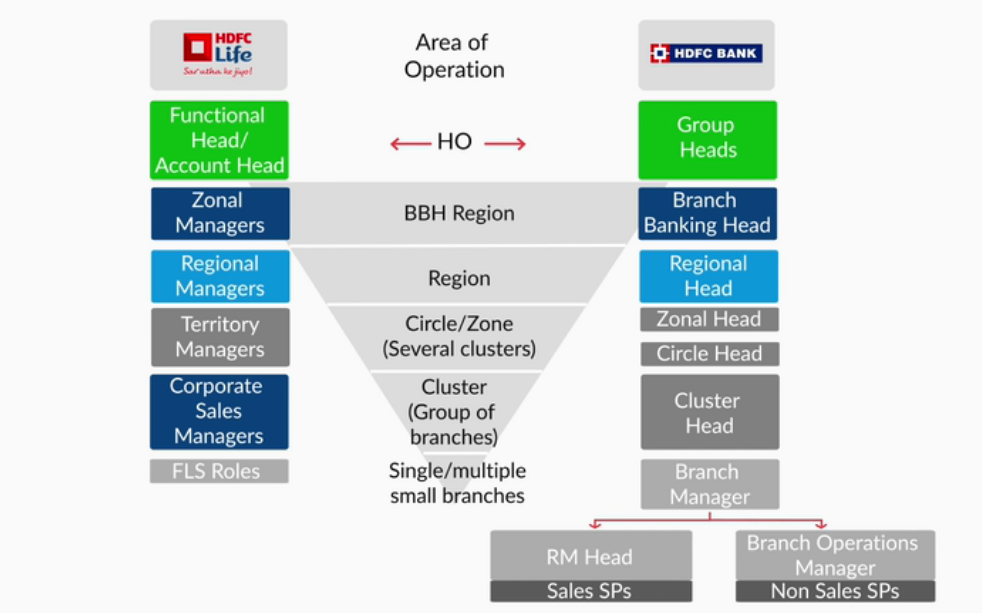 HDFC
Life
Sar utha ke jiyo!
Area of
Operation
HDFC BANK
Functional
Head/
Account Head
HO
Group
Heads
Zonal
Managers
BBH Region
Branch
Banking Head
Regional
Managers
Region
Regional
Head
Territory
Managers
Circle/Zone
(Several clusters)
Zonal Head
Circle Head
Corporate
Sales
Managers
Cluster
(Group of
branches)
Cluster
Head
FLS Roles
Single/multiple
small branches
Branch
Manager
RM Head
Sales SPs
Branch Operations
Manager
Non Sales SPs